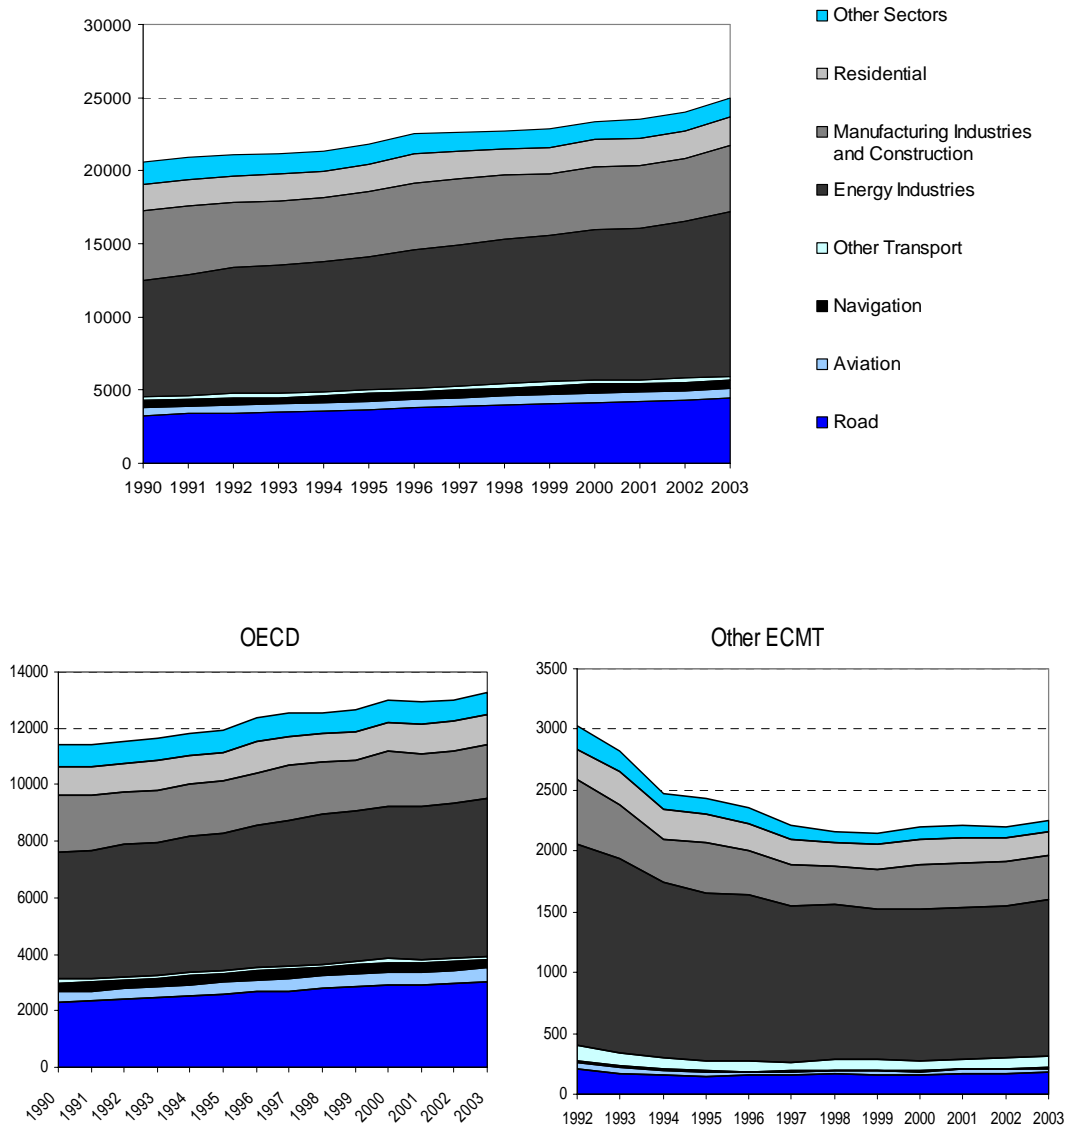 30000
25000
20000
15000
10000
5000
0
1990 1991 1992 1993 1994 1995 1996 1997 1998 1999 2000 2001 2002 2003
Other Sectors
Residential
Manufacturing Industries
and Construction
Energy Industries
Other Transport
Navigation
Aviation
Road
OECD
14000
12000
10000
8000
6000
4000
2000
0
1990 1991 1992 1993 1994 1995 1996 1997 1998 1999 2000 2001 2002 2003
Other ECMT
3500
3000
2500
2000
1500
1000
500
0
1992 1993 1994 1995 1996 1997 1998 1999 2000 2001 2002 2003